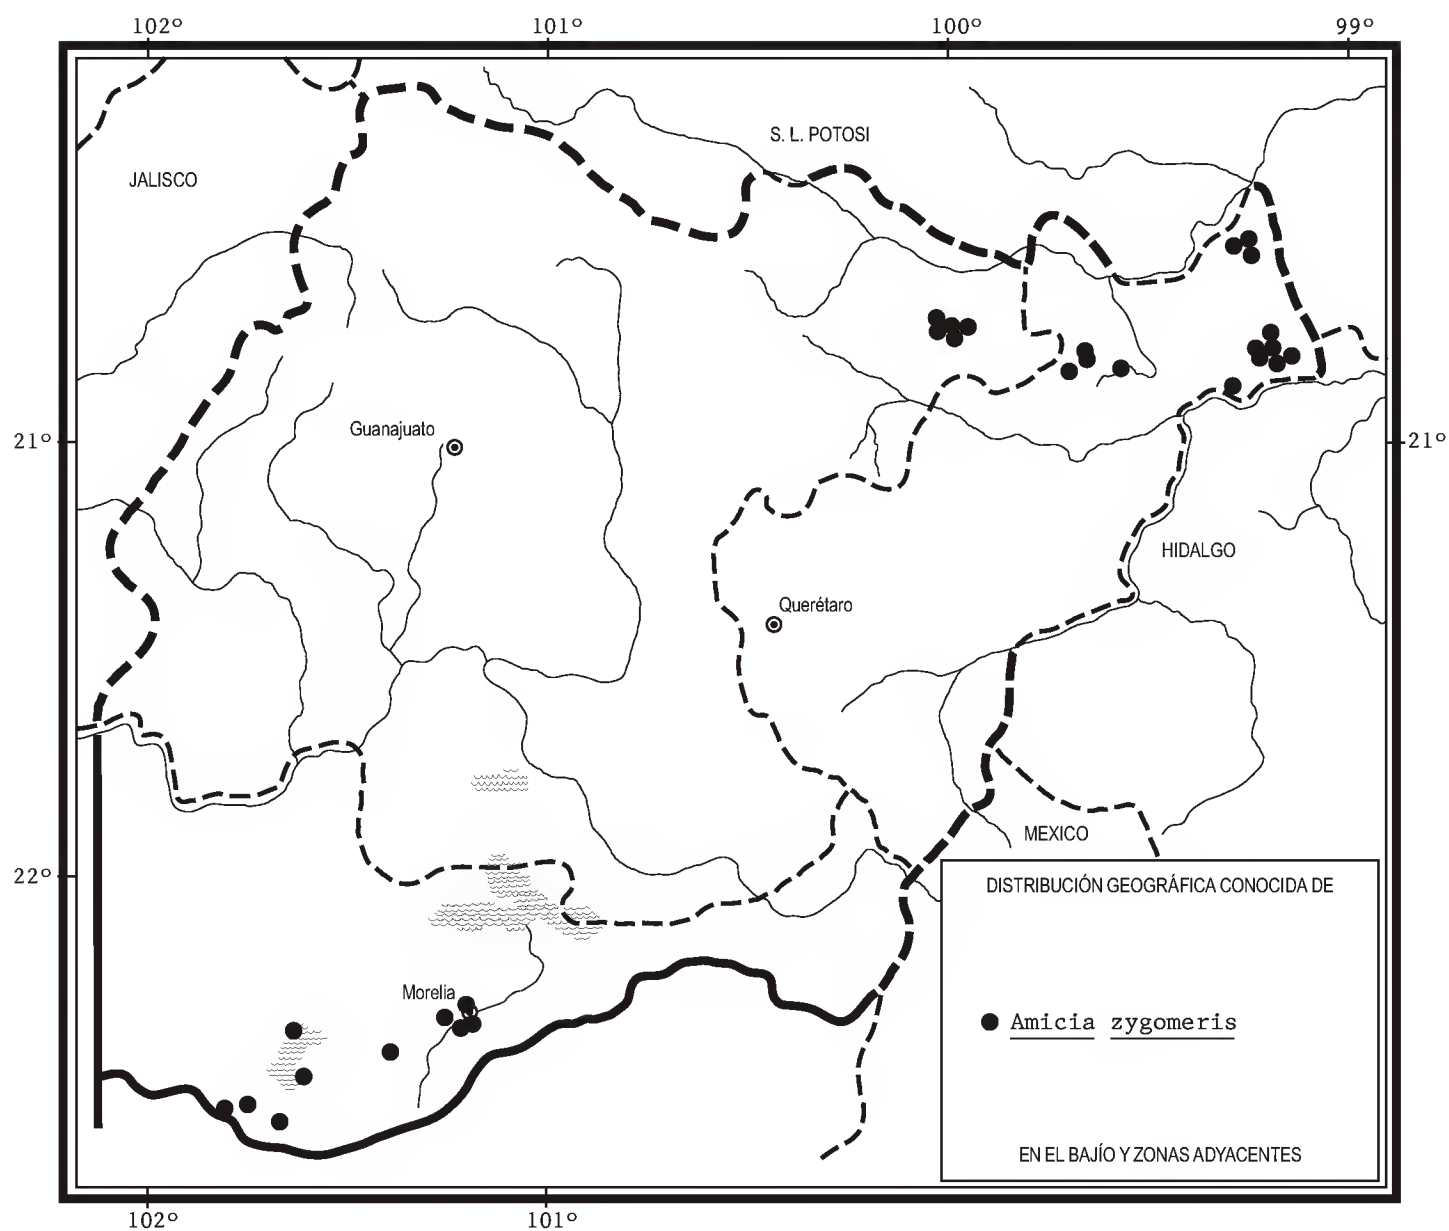 102º 101º 100º 99º
S. L. POTOSI
JALISCO
Guanajuato
21º 21º
HIDALGO
Querétaro
MEXICO
22º
DISTRIBUCIÓN GEOGRÁFICA CONOCIDA DE
Morelia
Amicia zygomeris
EN EL BAJÍO Y ZONAS ADYACENTES
102º 101º